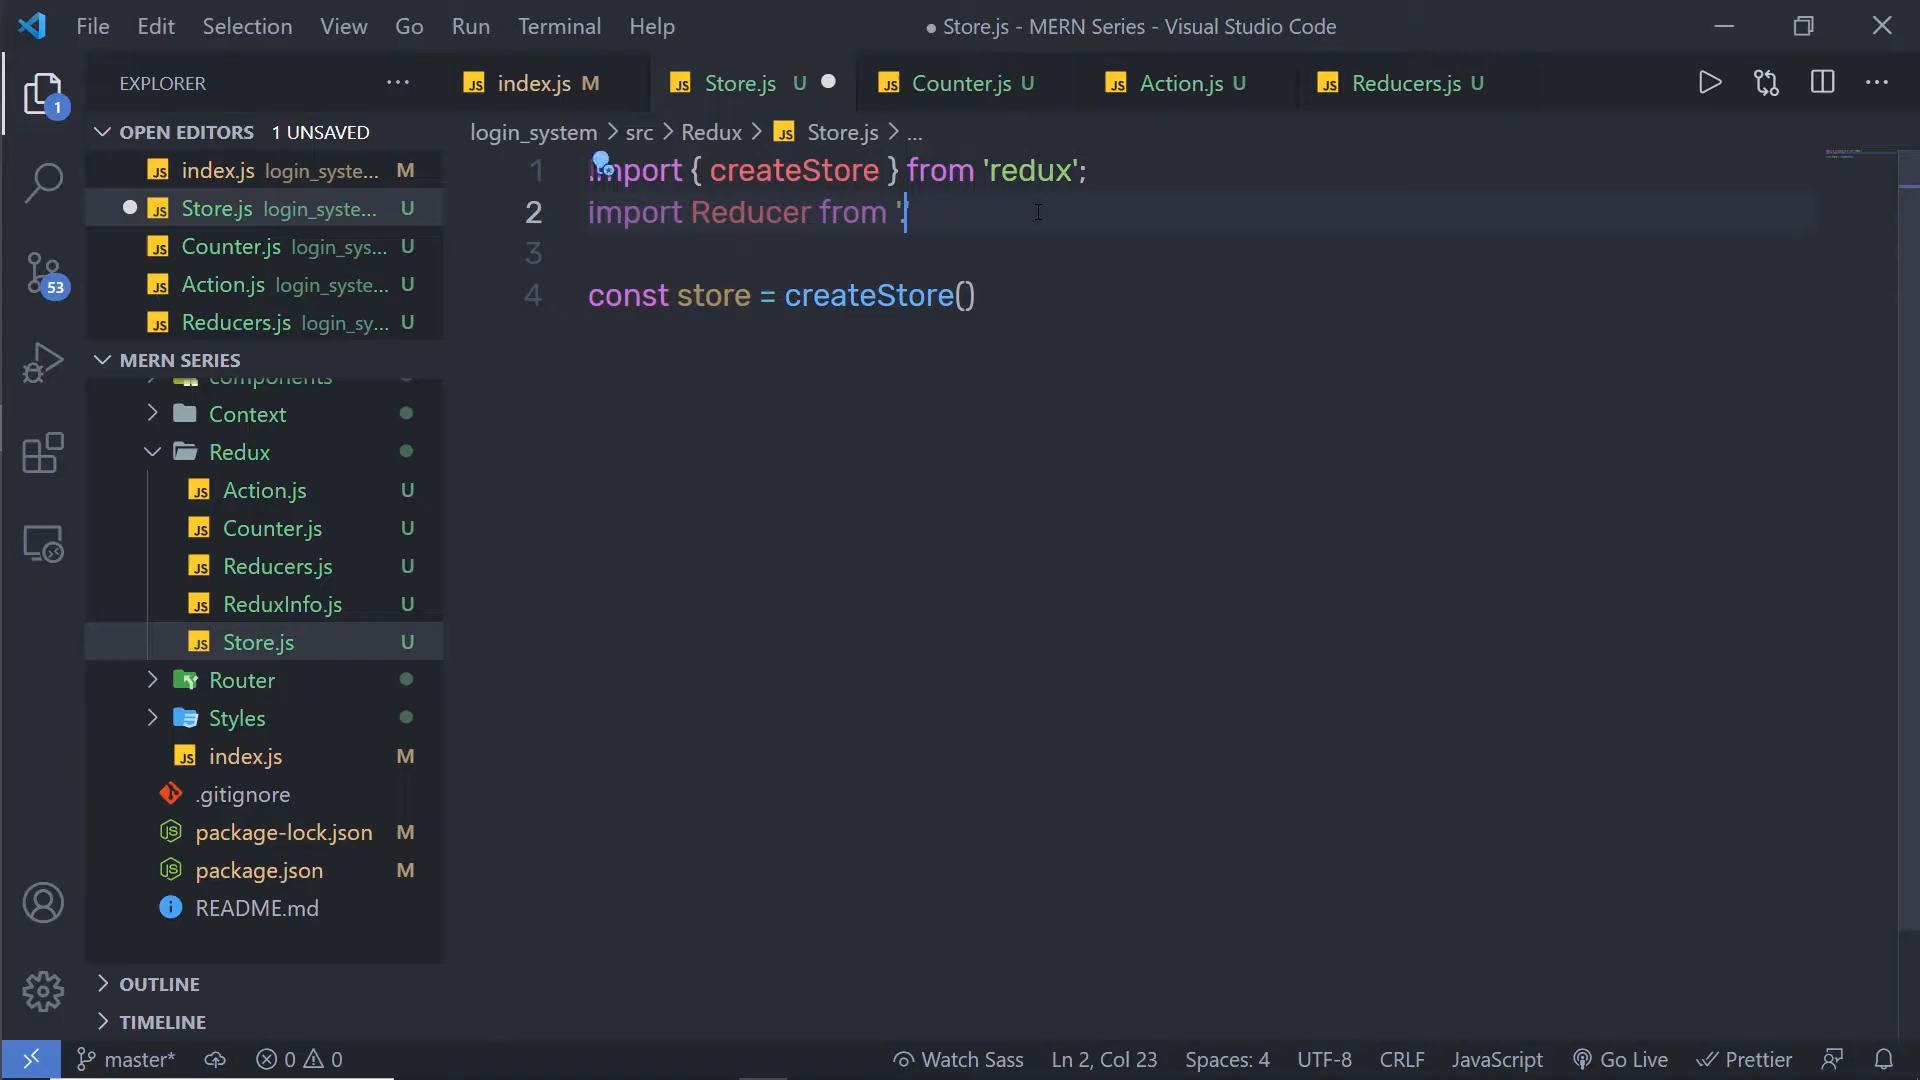 File Edit Selection View Go Run Terminal Help
● Store.js - MERN Series - Visual Studio Code
EXPLORER ...
index.js M
Store.js U
Counter.js U
Action.js U
Reducers.js U
OPEN EDITORS 1 UNSAVED
index.js login_syste... M
Store.js login_syste... U
Counter.js login_sys... U
Action.js login_syste... U
Reducers.js login_sy... U
MERN SERIES
components
Context
Redux
Action.js U
Counter.js U
Reducers.js U
ReduxInfo.js U
Store.js U
Router
Styles
index.js M
.gitignore
package-lock.json M
package.json M
README.md
OUTLINE
TIMELINE
1
53
login_system > src > Redux > Store.js > ...
1 import { createStore } from 'redux';
2 import Reducer from '.'
3
4 const store = createStore()
master* 0 0 Watch Sass Ln 2, Col 23 Spaces: 4 UTF-8 CRLF JavaScript Go Live Prettier